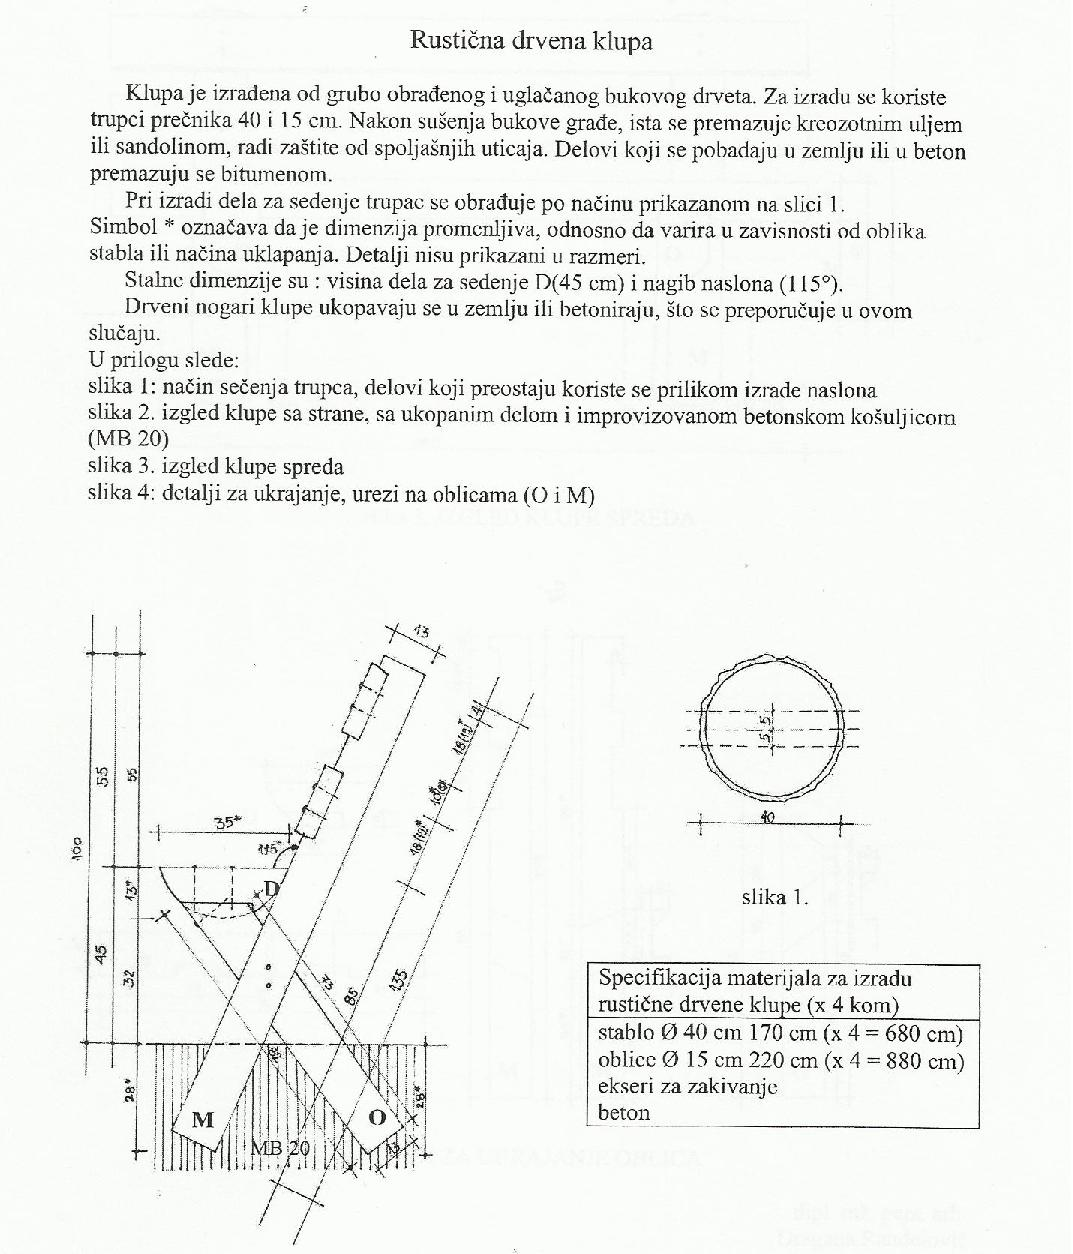 Rustična drvena klupa
Klupa je izrađena od grubo obrađenog i uglačanog bukovog drveta. Za izradu se koriste
trupci prečnika 40 i 15 cm. Nakon sušenja bukove građe, ista se premazuje kreozotnim uljem
ili sandolinom, radi zaštite od spoljašnjih uticaja. Delovi koji se pobadaju u zemlju ili u beton
premazuju se bitumenom.
Pri izradi dela za sedenje trupac se obrađuje po načinu prikazanom na slici 1.
Simbol * označava da je dimenzija promenljiva, odnosno da varira u zavisnosti od oblika
stabla ili načina uklapanja. Detalji nisu prikazani u razmeri.
Stalne dimenzije su : visina dela za sedenje D(45 cm) i nagib naslona (115°).
Drveni nogari klupe ukopavaju se u zemlju ili betoniraju, što se preporučuje u ovom
slučaju.
U prilogu slede:
slika 1: način sečenja trupca, delovi koji preostaju koriste se prilikom izrade naslona
slika 2. izgled klupe sa strane, sa ukopanim delom i improvizovanom betonskom košuljicom
(MB 20)
slika 3. izgled klupe spreda
slika 4: detalji za ukrajanje, urezi na oblicama (O i M)
13
18(12)* 4
10(8)*
18(12)*
55
55
35*
115°
100
D
13*
45
32
73
85
135
28*
28*
M
O
MB 20
13
5,5
40
slika 1.
Specifikacija materijala za izradu
rustične drvene klupe (x 4 kom)
stablo Ø 40 cm 170 cm (x 4 = 680 cm)
oblice Ø 15 cm 220 cm (x 4 = 880 cm)
ekseri za zakivanje
beton